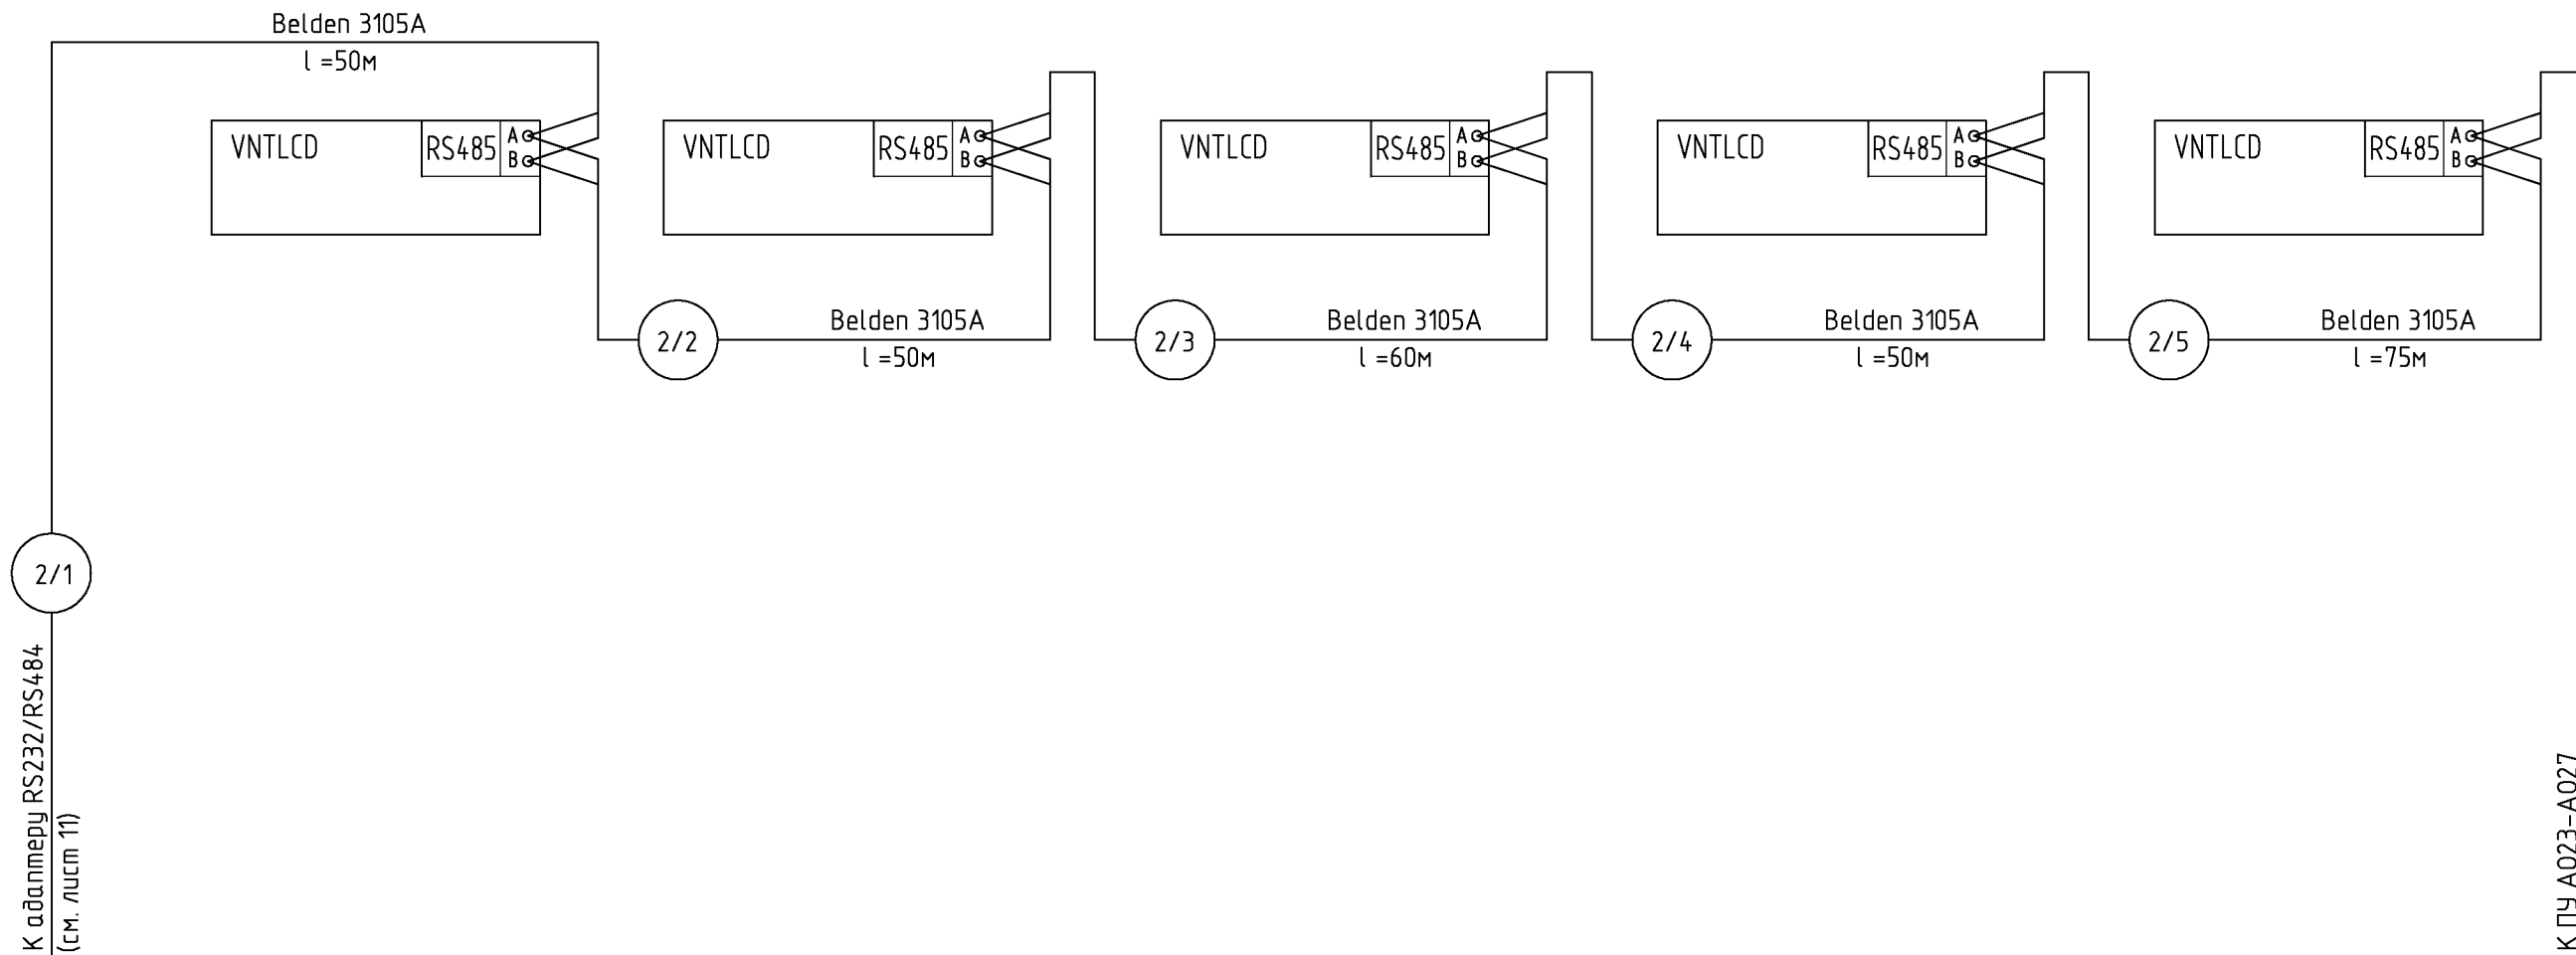 Belden 3105A
l =50м
VNTLCD
RS485
A
B
VNTLCD
RS485
A
B
VNTLCD
RS485
A
B
VNTLCD
RS485
A
B
VNTLCD
RS485
A
B
2/2
Belden 3105A
l =50м
2/3
Belden 3105A
l =60м
2/4
Belden 3105A
l =50м
2/5
Belden 3105A
l =75м
2/1
К адаптеру RS232/RS484
(см. лист 11)
К ПУ А023-А027